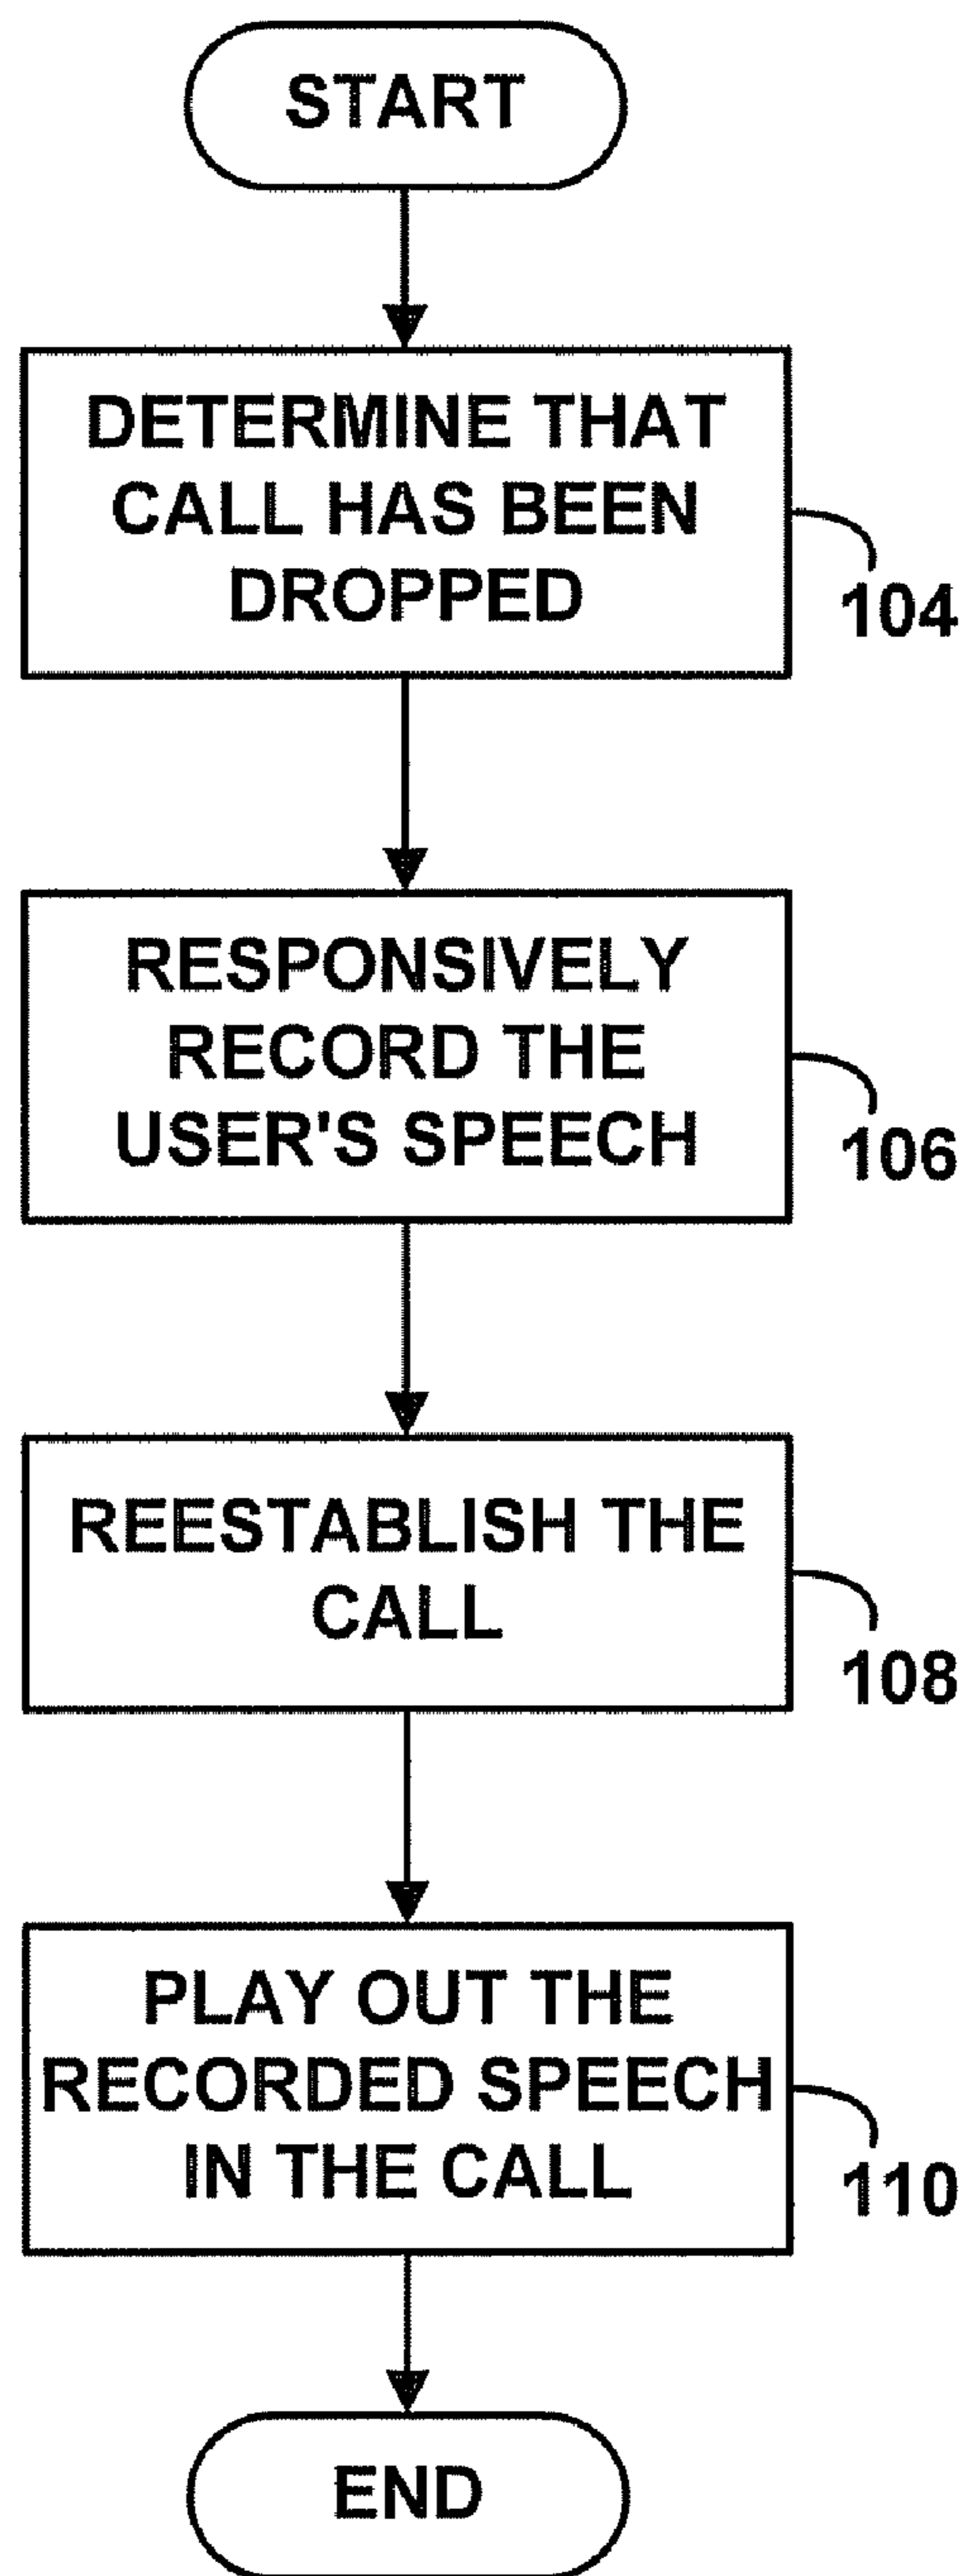 START
DETERMINE THAT
CALL HAS BEEN
DROPPED
104
RESPONSIVELY
RECORD THE
USER'S SPEECH
106
REESTABLISH THE
CALL
108
PLAY OUT THE
RECORDED SPEECH
IN THE CALL
110
END